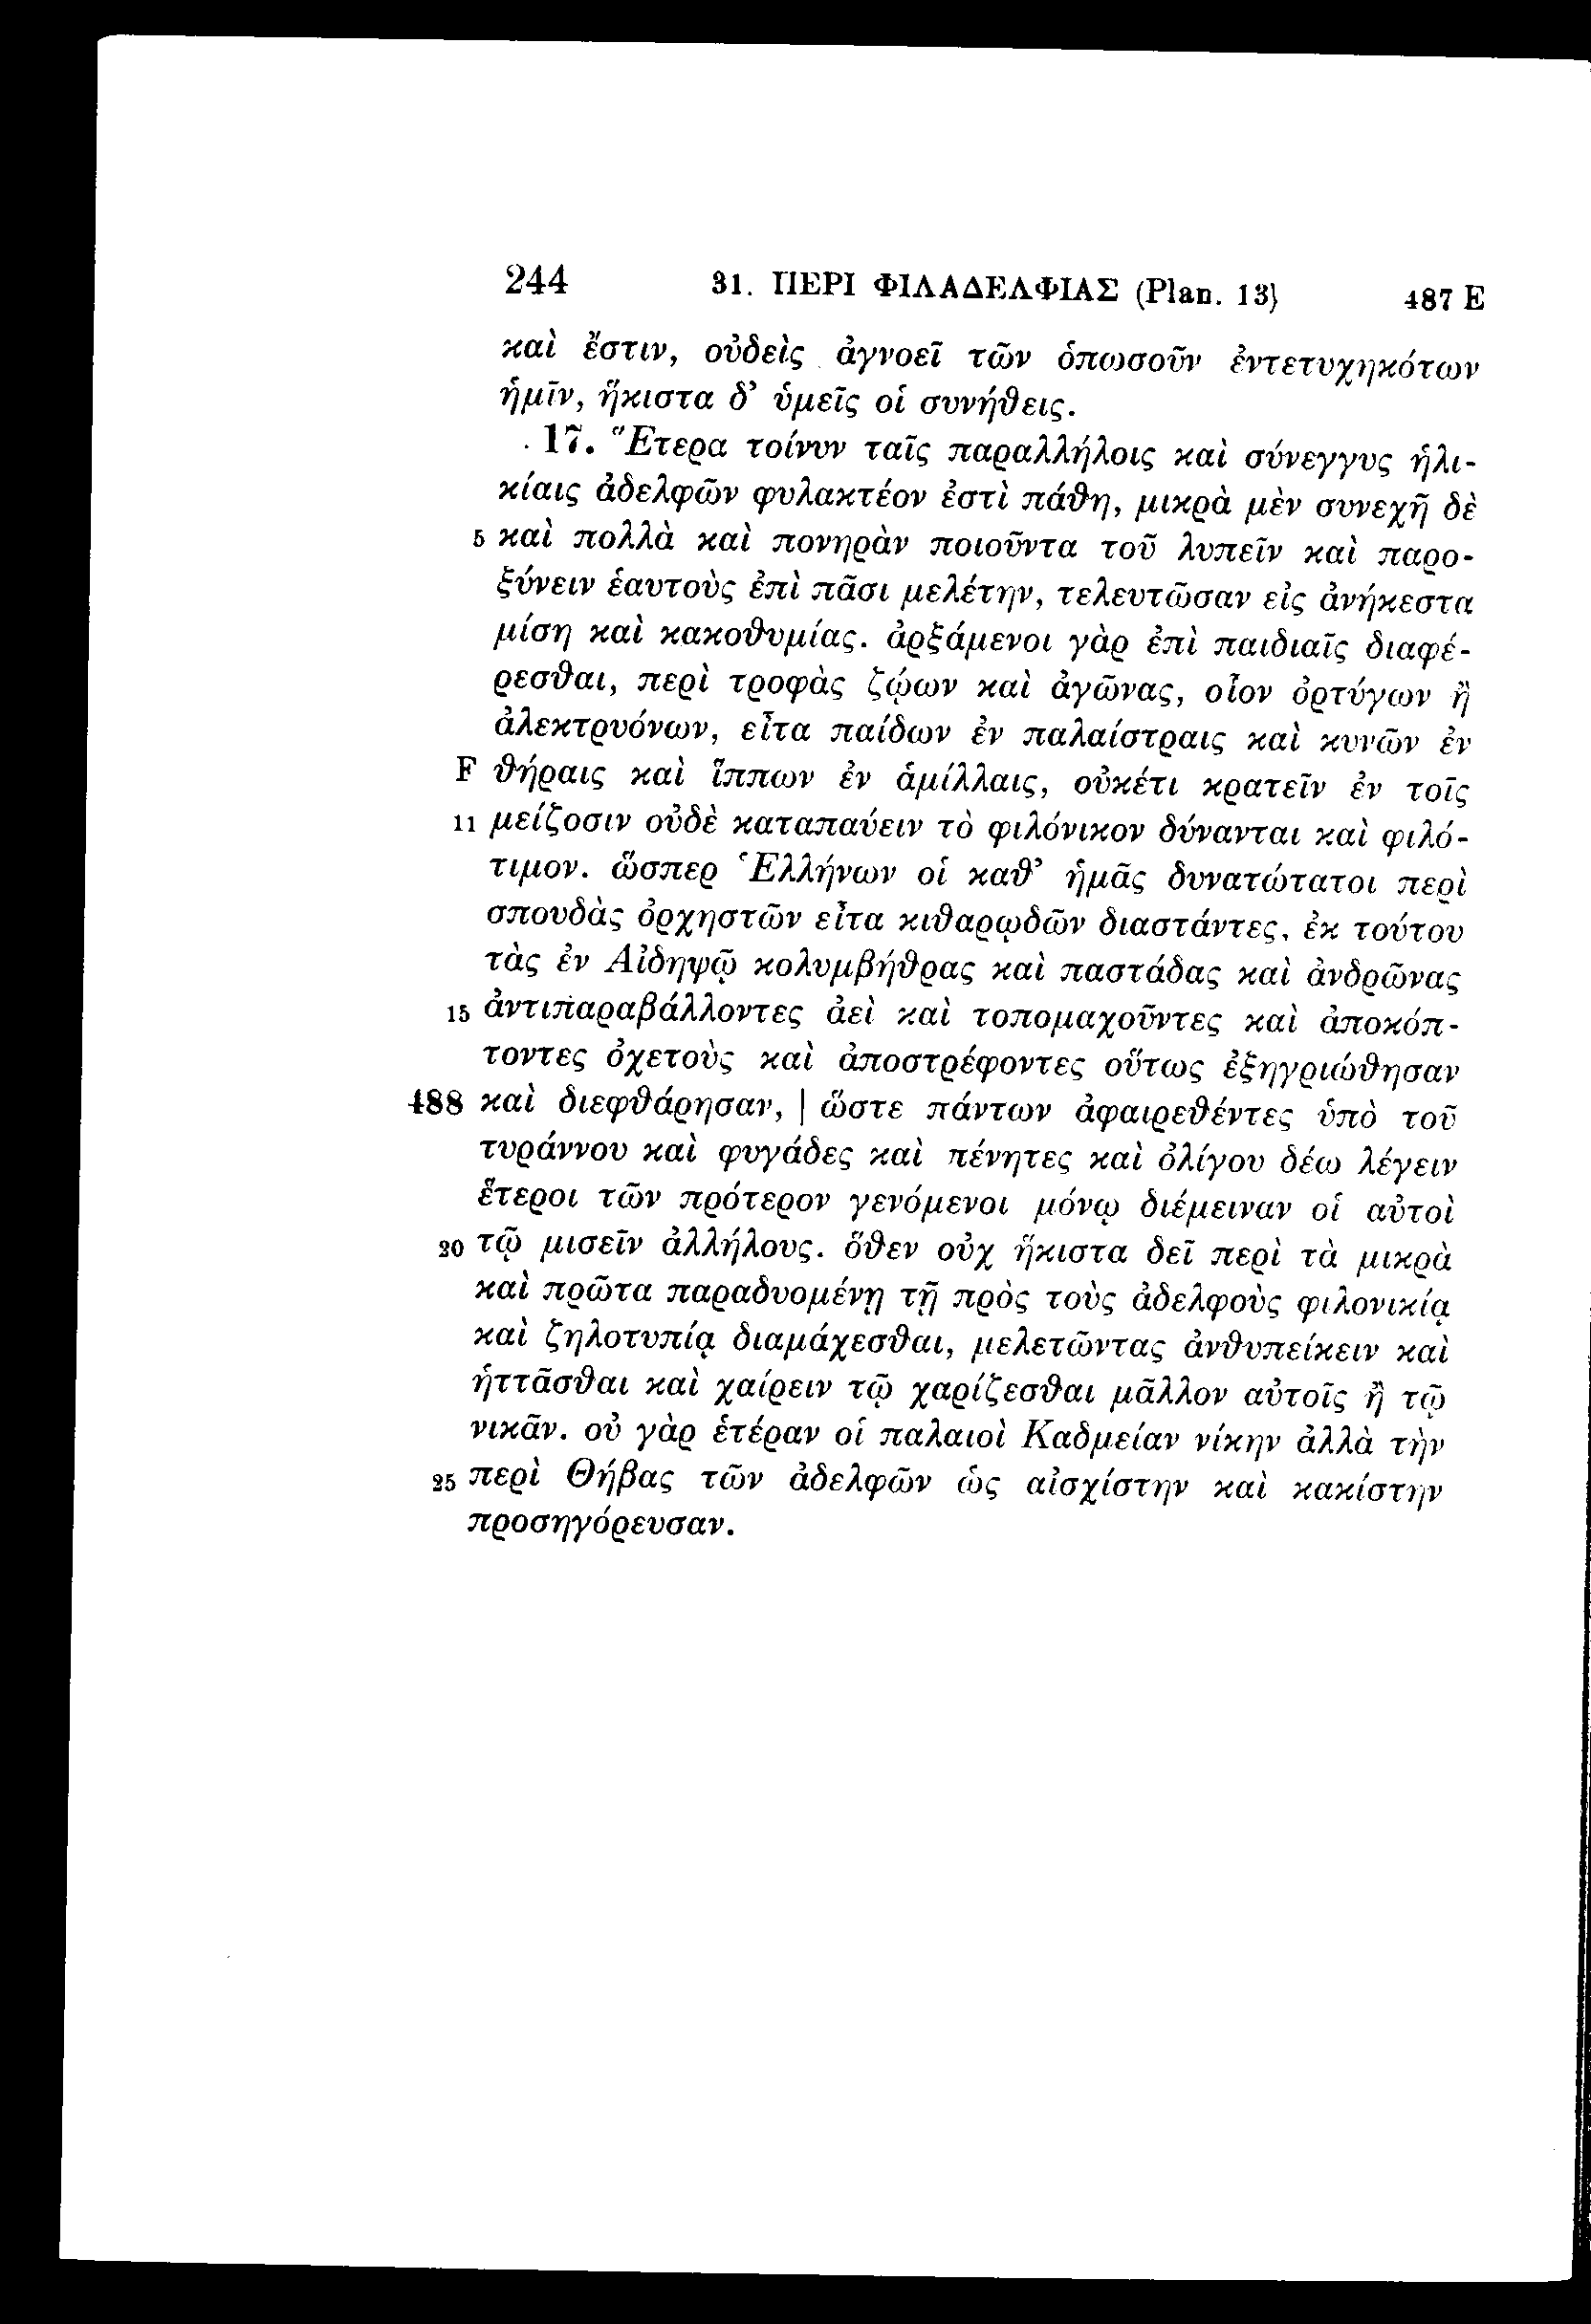 244 31. ΠΕΡΙ ΦΙΛΑΔΕΛΦΙΑΣ (Plan. 13) 487 E
καὶ ἔστιν, οὐδεὶς ἀγνοεῖ τῶν ὁπωσοῦν ἐντετυχηκότων
ἡμῖν, ἥκιστα δ’ ὑμεῖς οἱ συνήθεις.
17. Ἕτερα τοίνυν ταῖς παραλλήλοις καὶ σύνεγγυς ἡλι-
κίαις ἀδελφῶν φυλακτέον ἐστὶ πάθη, μικρὰ μὲν συνεχῆ δὲ
5 καὶ πολλὰ καὶ πονηρὰν ποιοῦντα τοῦ λυπεῖν καὶ παρο-
ξύνειν ἑαυτοὺς ἐπὶ πᾶσι μελέτην, τελευτῶσαν εἰς ἀνήκεστα
μίση καὶ κακοθυμίας. ἀρξάμενοι γὰρ ἐπὶ παιδιαῖς διαφέ-
ρεσθαι, περὶ τροφὰς ζῴων καὶ ἀγῶνας, οἷον ὀρτύγων ἢ
ἀλεκτρυόνων, εἶτα παίδων ἐν παλαίστραις καὶ κυνῶν ἐν
F θήραις καὶ ἵππων ἐν ἁμίλλαις, οὐκέτι κρατεῖν ἐν τοῖς
11 μείζοσιν οὐδὲ καταπαύειν τὸ φιλόνικον δύνανται καὶ φιλό-
τιμον. ὥσπερ Ἑλλήνων οἱ καθ’ ἡμᾶς δυνατώτατοι περὶ
σπουδὰς ὀρχηστῶν εἶτα κιθαρῳδῶν διαστάντες, ἐκ τούτου
τὰς ἐν Αἰδηψῷ κολυμβήθρας καὶ παστάδας καὶ ἀνδρῶνας
15 ἀντιπαραβάλλοντες ἀεὶ καὶ τοπομαχοῦντες καὶ ἀποκόπ-
τοντες ὀχετοὺς καὶ ἀποστρέφοντες οὕτως ἐξηγριώθησαν
488 καὶ διεφθάρησαν, | ὥστε πάντων ἀφαιρεθέντες ὑπὸ τοῦ
τυράννου καὶ φυγάδες καὶ πένητες καὶ ὀλίγου δέω λέγειν
ἕτεροι τῶν πρότερον γενόμενοι μόνῳ διέμειναν οἱ αὐτοὶ
20 τῷ μισεῖν ἀλλήλους. ὅθεν οὐχ ἥκιστα δεῖ περὶ τὰ μικρὰ
καὶ πρῶτα παραδυομένῃ τῇ πρὸς τοὺς ἀδελφοὺς φιλονικίᾳ
καὶ ζηλοτυπίᾳ διαμάχεσθαι, μελετῶντας ἀνθυπείκειν καὶ
ἡττᾶσθαι καὶ χαίρειν τῷ χαρίζεσθαι μᾶλλον αὐτοῖς ἢ τῷ
νικᾶν. οὐ γὰρ ἑτέραν οἱ παλαιοὶ Καδμείαν νίκην ἀλλὰ τὴν
25 περὶ Θήβας τῶν ἀδελφῶν ὡς αἰσχίστην καὶ κακίστην
προσηγόρευσαν.